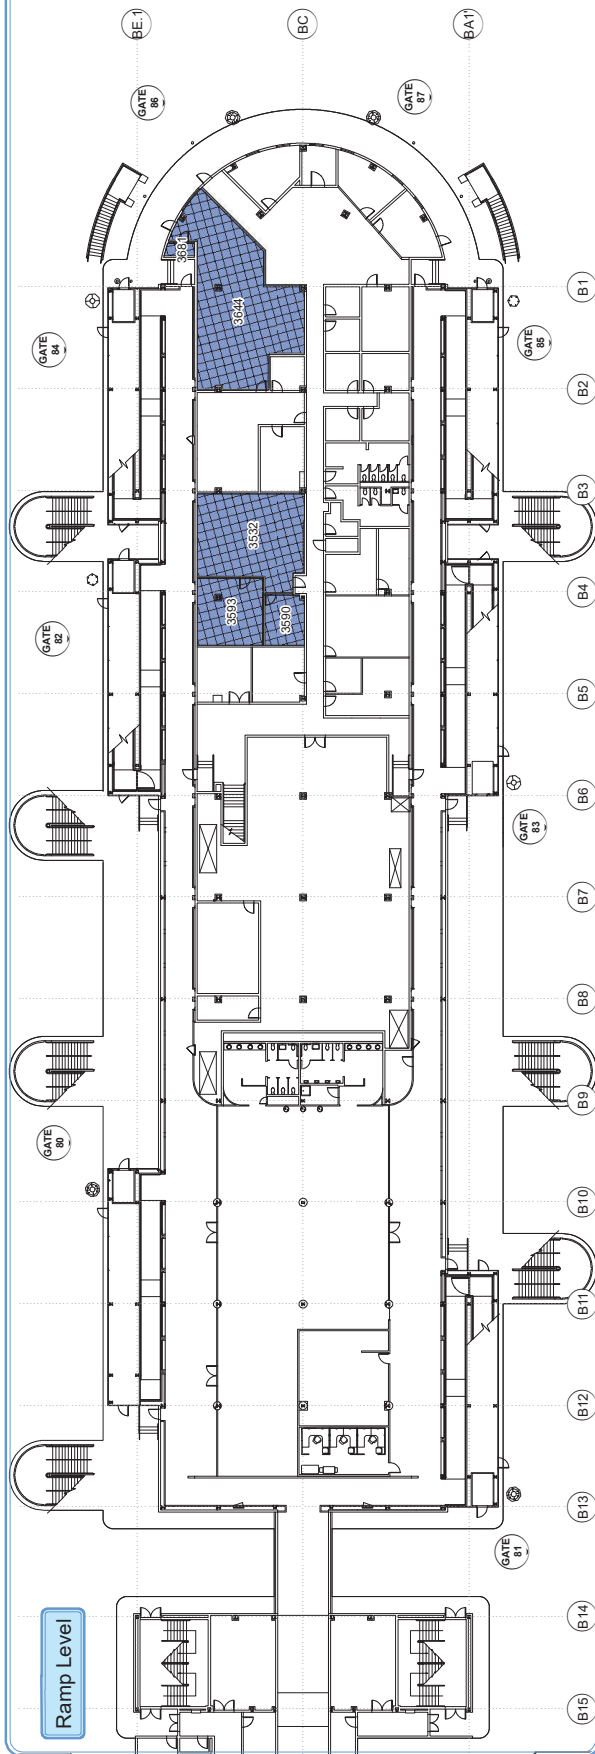 BE.1
BC
BA1'
GATE
86
GATE
87
3681
B1
3644
GATE
84
GATE
85
B2
B3
3532
B4
3593
3590
GATE
82
B5
B6
GATE
83
B7
B8
B9
GATE
80
B10
B11
B12
B13
GATE
81
B14
Ramp Level
B15